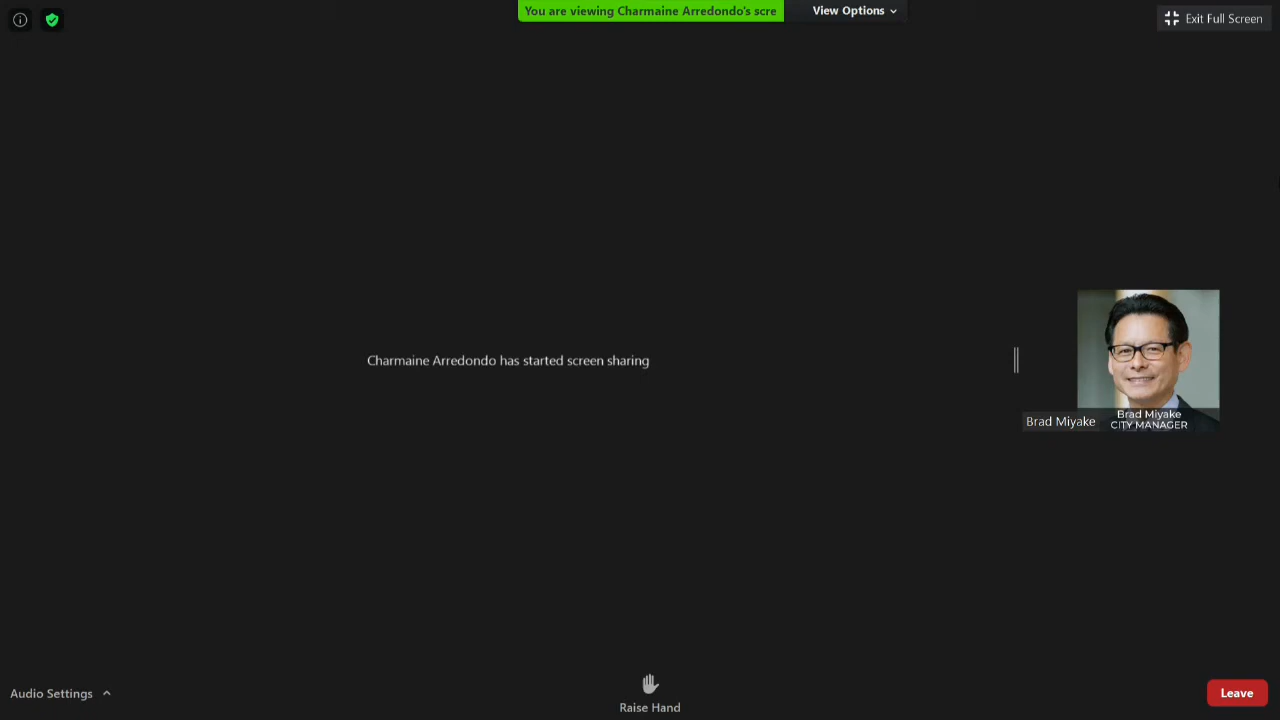 You are viewing Charmaine Arredondo's scre
View Options
Exit Full Screen
Charmaine Arredondo has started screen sharing
Brad Miyake
CITY MANAGER
Brad Miyake
Audio Settings
Raise Hand
Leave